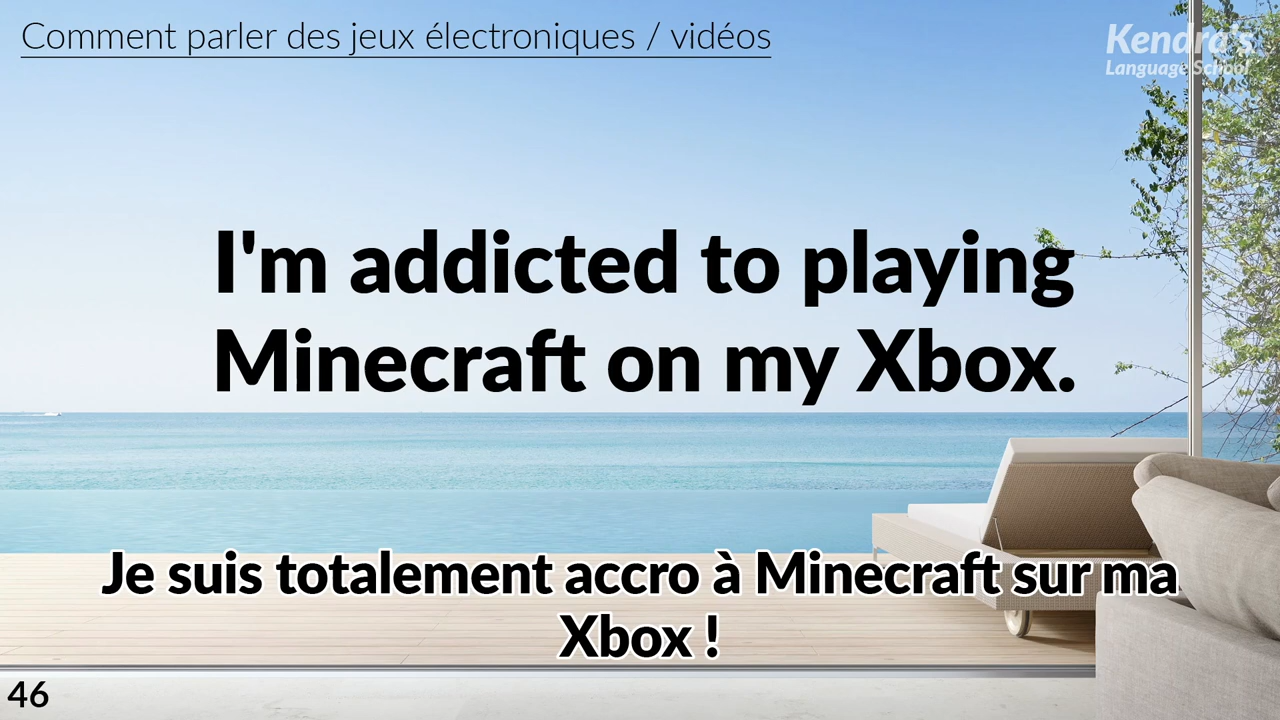 Comment parler des jeux électroniques / vidéos
Kendra's
Language School
I'm addicted to playing
Minecraft on my Xbox.
Je suis totalement accro à Minecraft sur ma
Xbox !
46